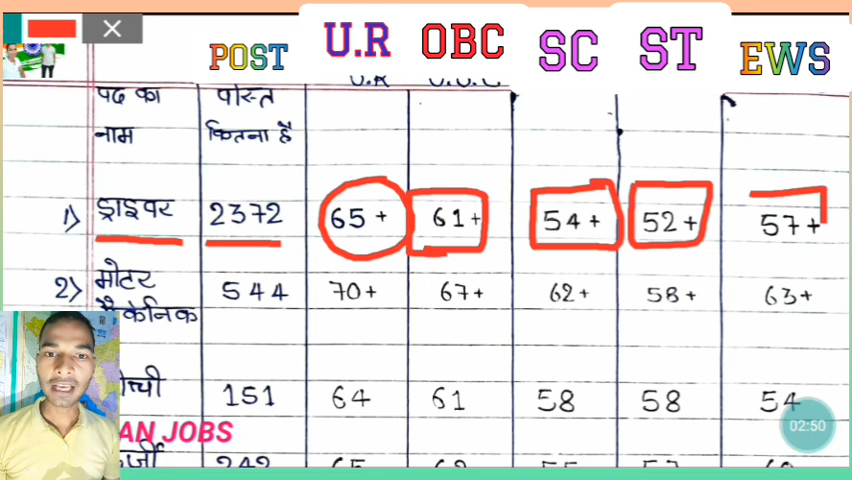 POST U.R OBC SC ST EWS
पद का पोस्त U.R
नाम कितना है
1) ड्राइवर 2372 65+ 61+ 54+ 52+ 57+
2) मोटर 544 70+ 67+ 62+ 58+ 63+
151 64 61 58 58 54
AN JOBS
02:50